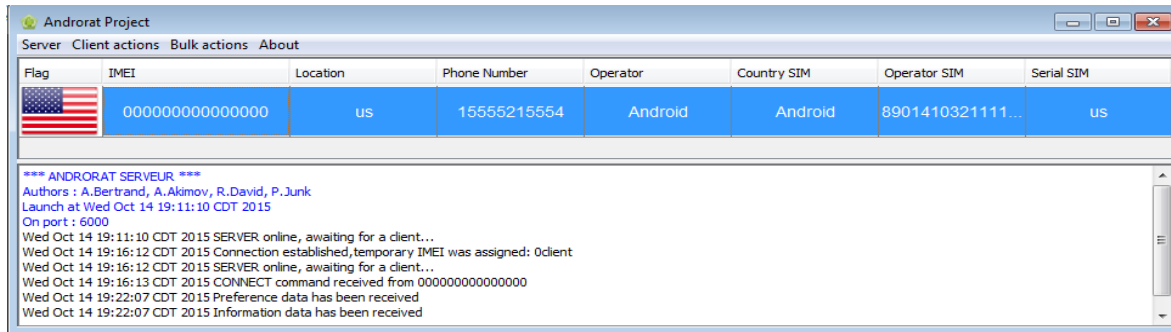 Androrat Project
Server Client actions Bulk actions About
Flag IMEI Location Phone Number Operator Country SIM Operator SIM Serial SIM
000000000000000 us 15555215554 Android Android 8901410321111... us
*** ANDRORAT SERVEUR ***
Authors : A.Bertrand, A.Akimov, R.David, P.Junk
Launch at Wed Oct 14 19:11:10 CDT 2015
On port : 6000
Wed Oct 14 19:11:10 CDT 2015 SERVER online, awaiting for a client...
Wed Oct 14 19:16:12 CDT 2015 Connection established,temporary IMEI was assigned: 0client
Wed Oct 14 19:16:12 CDT 2015 SERVER online, awaiting for a client...
Wed Oct 14 19:16:13 CDT 2015 CONNECT command received from 000000000000000
Wed Oct 14 19:22:07 CDT 2015 Preference data has been received
Wed Oct 14 19:22:07 CDT 2015 Information data has been received